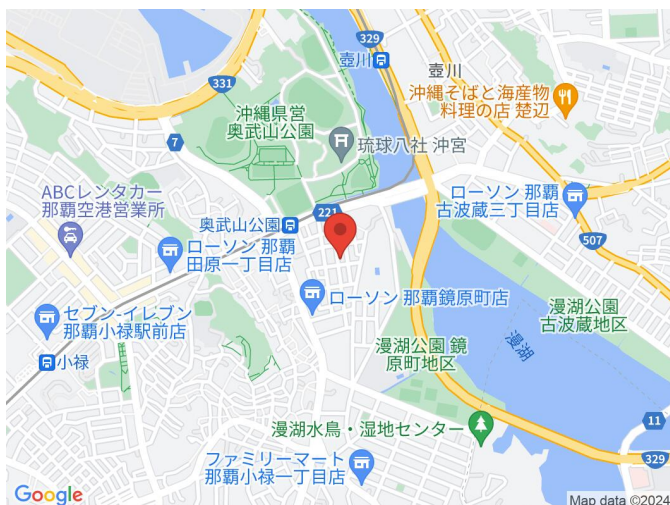 329
壺川
壺川
331
沖縄県営
奥武山公園
沖縄そばと海産物
料理の店 楚辺
7
琉球八社 沖宮
ABCレンタカー
那覇空港営業所
ローソン 那覇
古波蔵三丁目店
221
奥武山公園
507
ローソン 那覇
田原一丁目店
セブン-イレブン
那覇小禄駅前店
ローソン 那覇鏡原町店
漫湖公園
古波蔵地区
小禄
漫湖公園 鏡
原町地区
漫湖
11
漫湖水鳥・湿地センター
329
ファミリーマート
那覇小禄一丁目店
Google
Map data ©2024